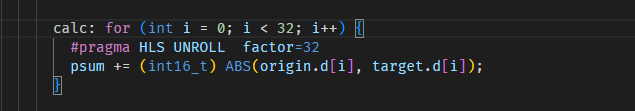 calc: for (int i = 0; i < 32; i++) {
#pragma HLS UNROLL  factor=32
psum += (int16_t) ABS(origin.d[i], target.d[i]);
}